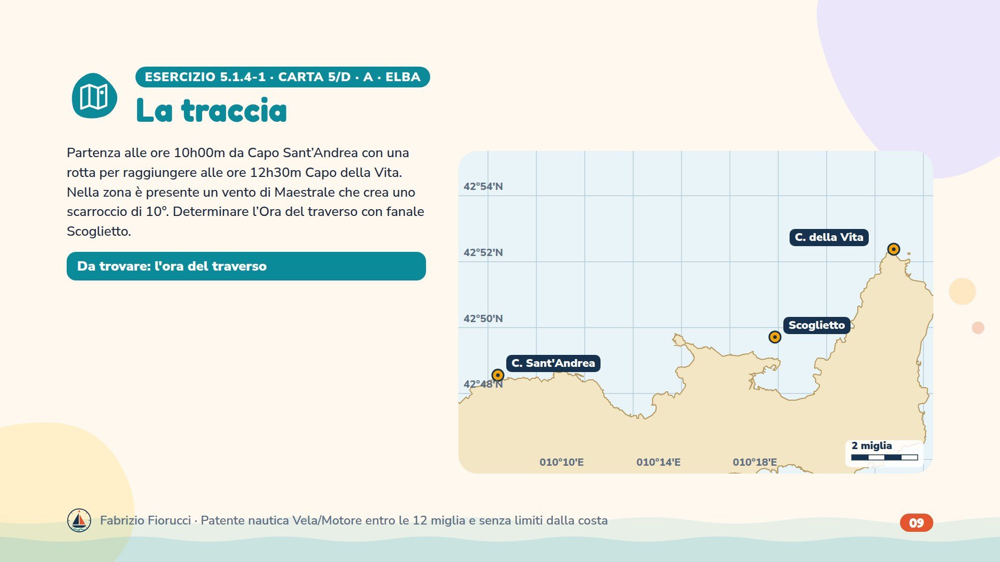 ESERCIZIO 5.1.4-1 · CARTA 5/D · A · ELBA
La traccia
Partenza alle ore 10h00m da Capo Sant’Andrea con una
rotta per raggiungere alle ore 12h30m Capo della Vita.
Nella zona è presente un vento di Maestrale che crea uno
scarroccio di 10°. Determinare l’Ora del traverso con fanale
Scoglietto.
Da trovare: l'ora del traverso
42°54'N
C. della Vita
42°52'N
42°50'N
Scoglietto
C. Sant'Andrea
42°48'N
2 miglia
010°10'E
010°14'E
010°18'E
Fabrizio Fiorucci · Patente nautica Vela/Motore entro le 12 miglia e senza limiti dalla costa
09